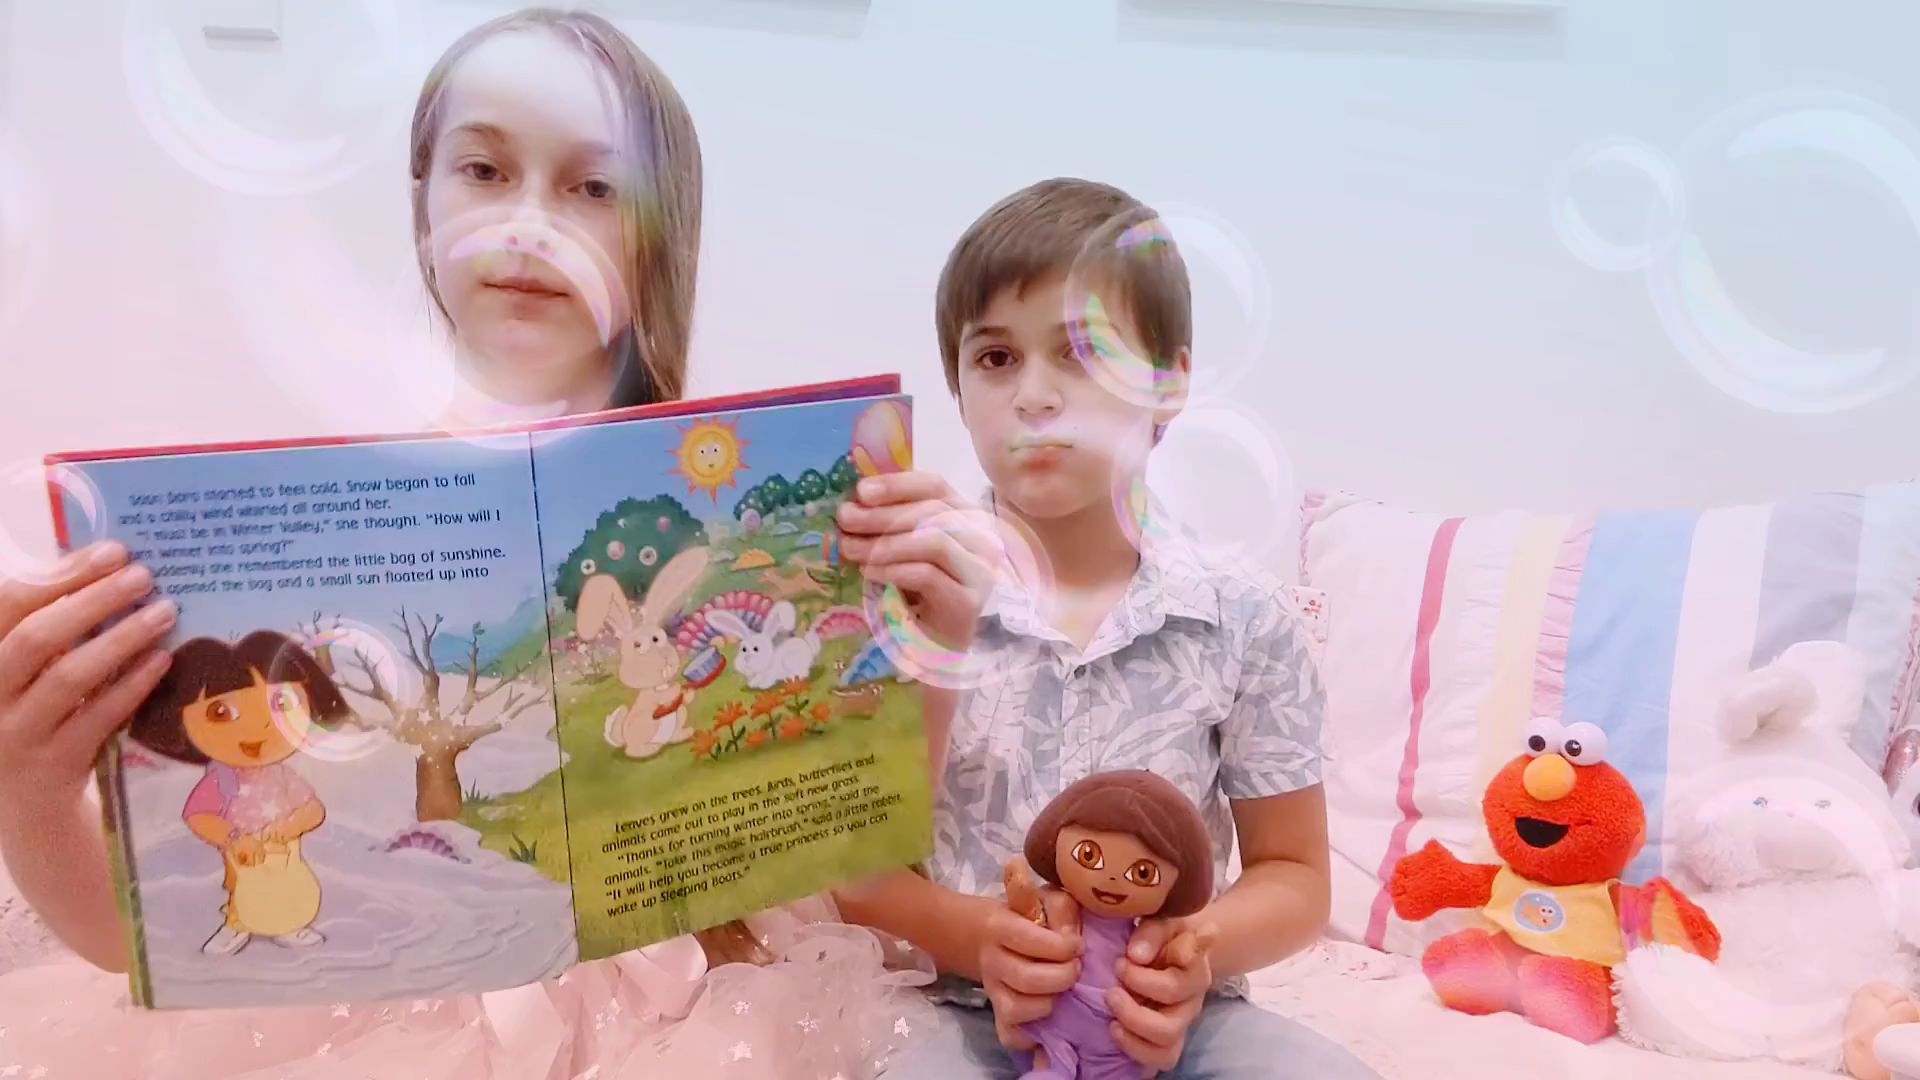 Soon Dora started to feel cold. Snow began to fall
and a chilly wind whirled all around her.
"I must be in Winter Valley," she thought. "How will I
turn winter into spring?"
Suddenly she remembered the little bag of sunshine.
opened the bag and a small sun floated up into
Leaves grew on the trees. Birds, butterflies and
animals came out to play in the soft new grass.
"Thanks for turning winter into spring," said the
animals. "Take this magic hairbrush," said a little rabbit.
"It will help you become a true princess so you can
wake up Sleeping Boots."